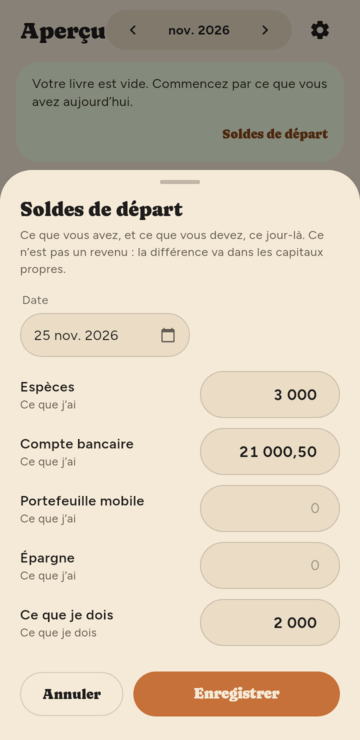 Aperçu
nov. 2026
Votre livre est vide. Commencez par ce que vous
avez aujourd'hui.
Soldes de départ
Soldes de départ
Ce que vous avez, et ce que vous devez, ce jour-là. Ce
n'est pas un revenu : la différence va dans les capitaux
propres.
Date
25 nov. 2026
Espèces
Ce que j'ai
3 000
Compte bancaire
Ce que j'ai
21 000,50
Portefeuille mobile
Ce que j'ai
0
Épargne
Ce que j'ai
0
Ce que je dois
Ce que je dois
2 000
Annuler
Enregistrer